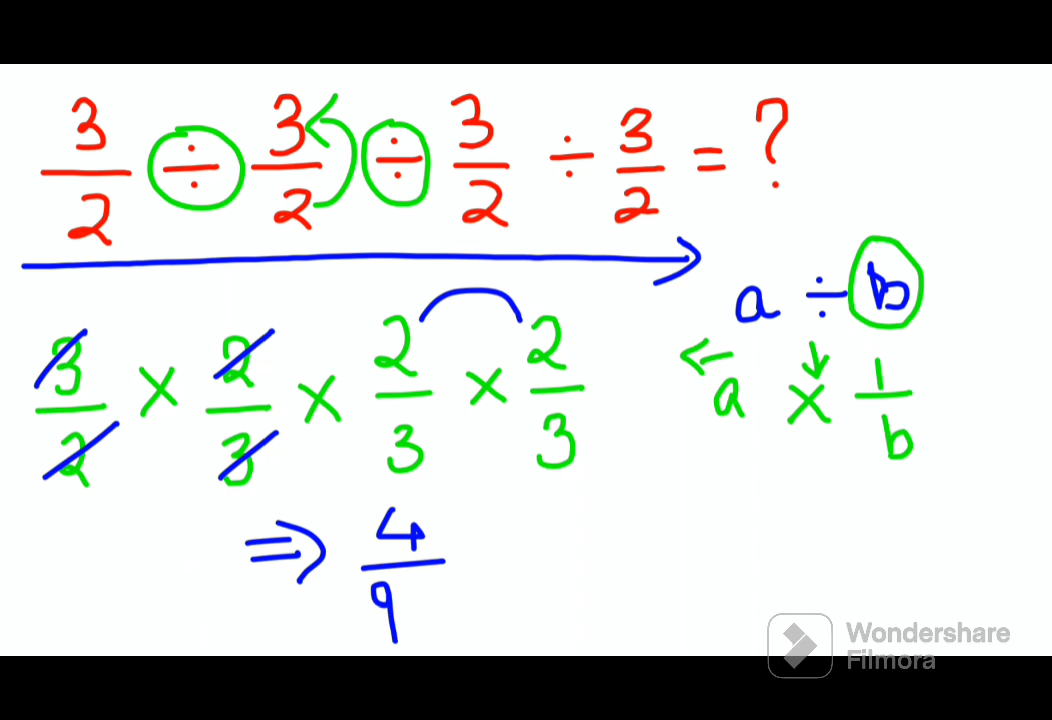 3/2 ÷ 3/2 ÷ 3/2 ÷ 3/2 = ?
a ÷ b
3/2 × 2/3 × 2/3 × 2/3
a × 1/b
⇒ 4/9
Wondershare
Filmora